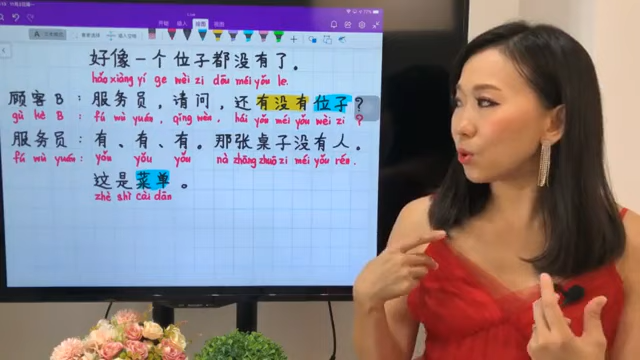 好像一个位子都没有了。
hǎo xiàng yí ge wèi zi dōu méi yǒu le.
顾客B：服务员，请问，还有没有位子？
gù kè B: fú wù yuán, qǐng wèn, hái yǒu méi yǒu wèi zi ?
服务员：有、有、有。那张桌子没有人。
fú wù yuán: yǒu yǒu yǒu nà zhāng zhuō zi méi yǒu rén.
这是菜单。
zhè shì cài dān